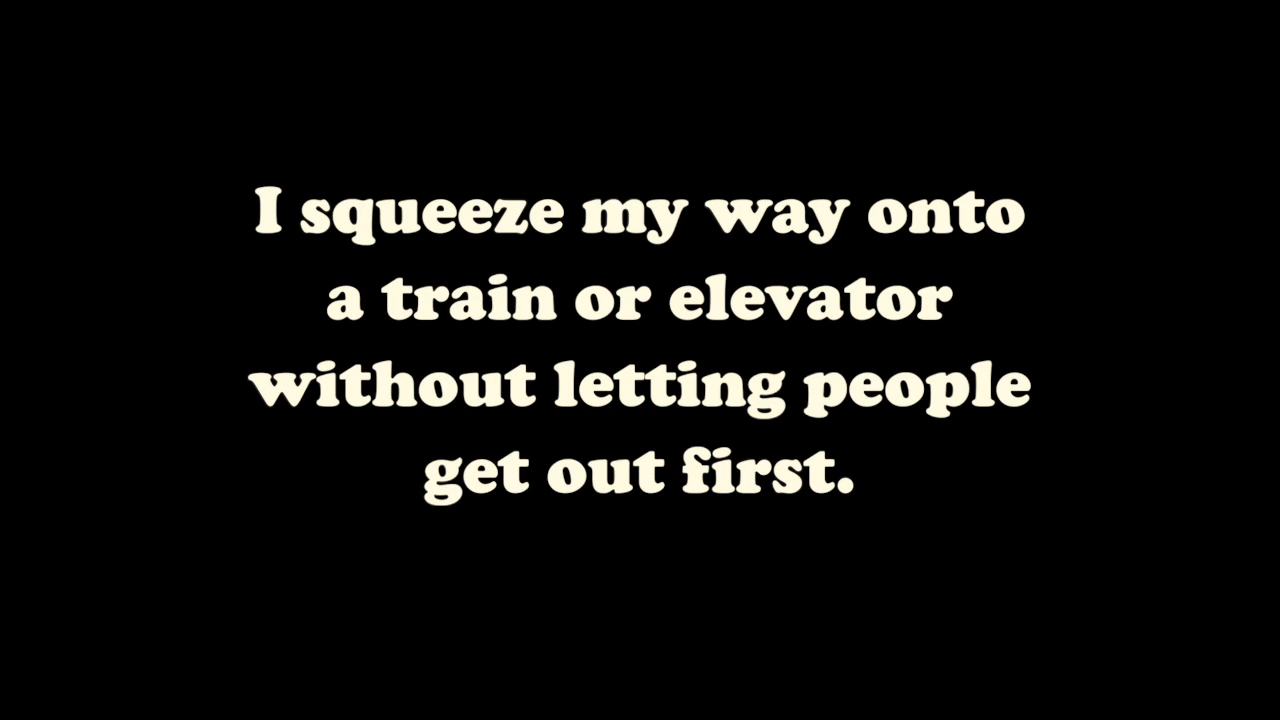 I squeeze my way onto
a train or elevator
without letting people
get out first.